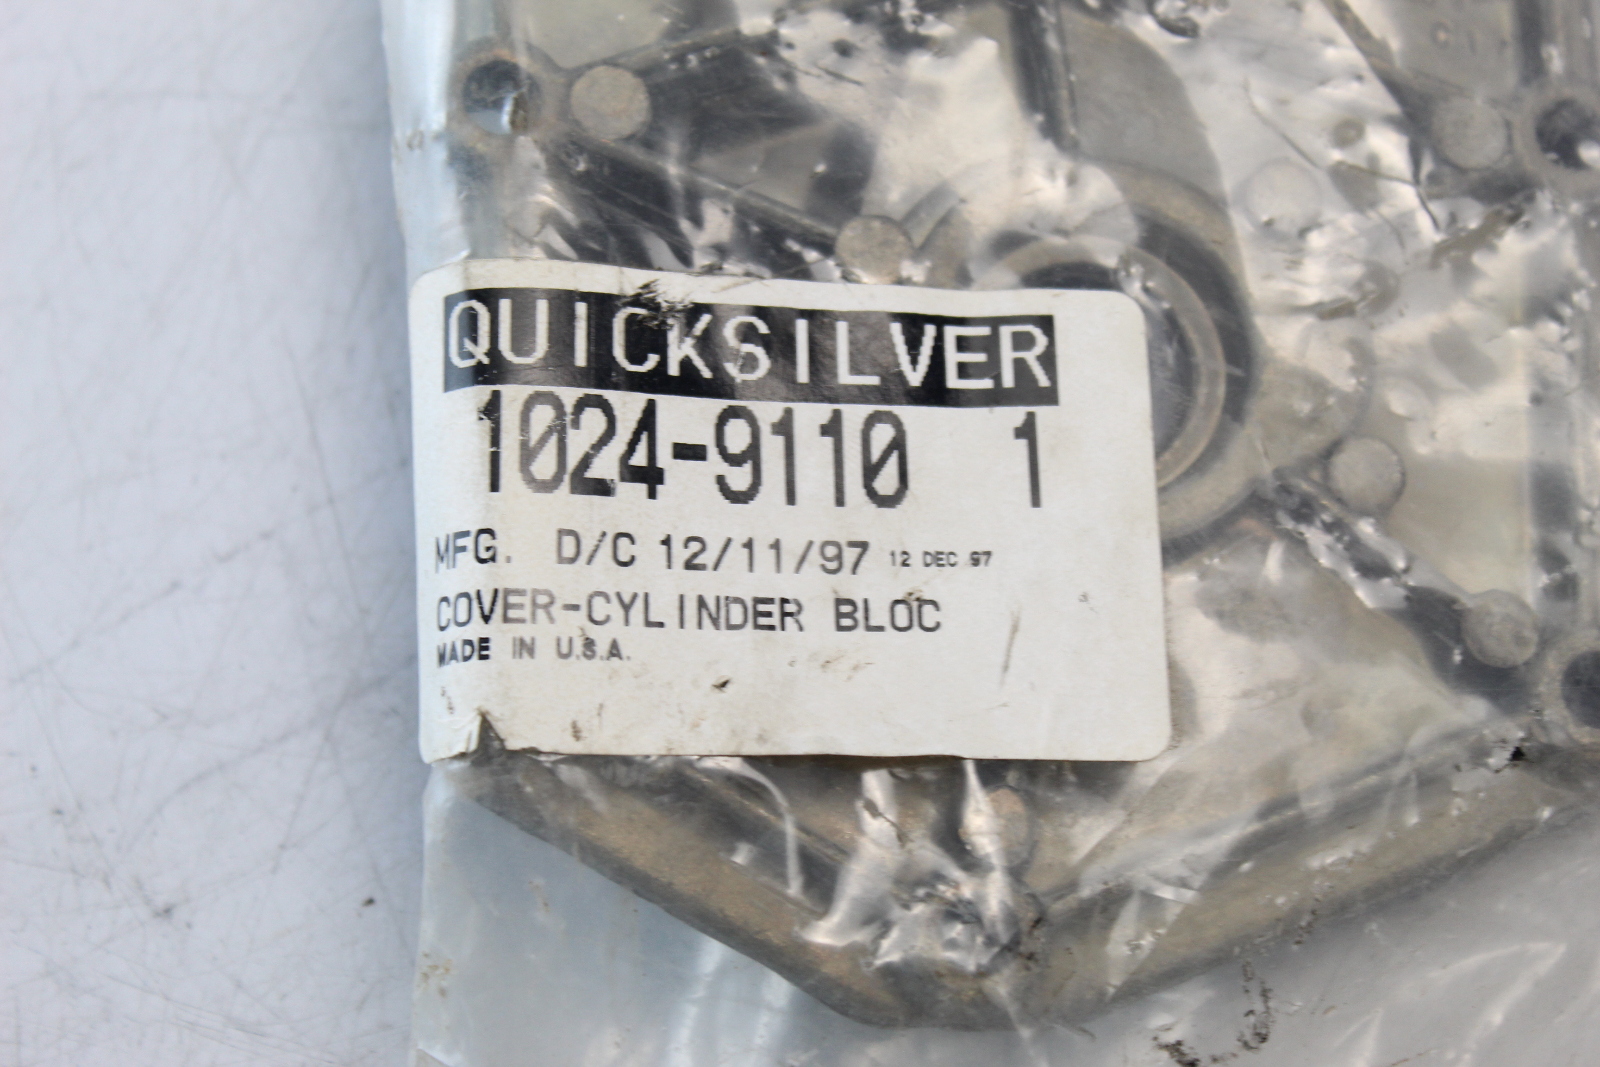 QUICKSILVER
1024-9110 1
MFG. D/C 12/11/97 12 DEC 97
COVER-CYLINDER BLOC
MADE IN U.S.A.